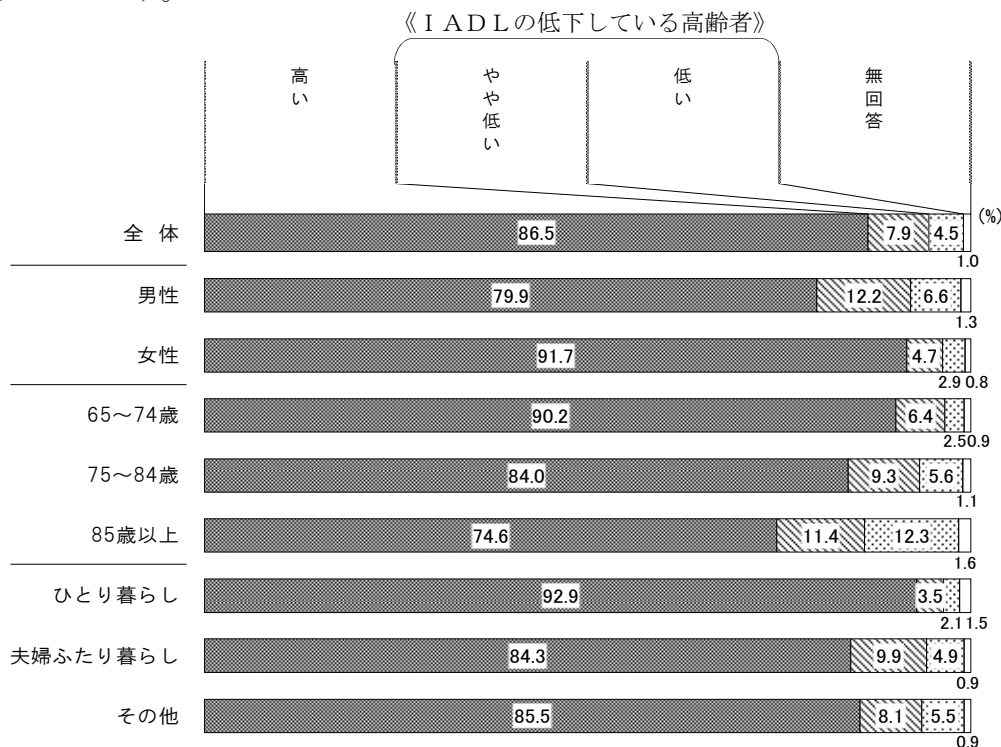 《ＩＡＤＬの低下している高齢者》
高い
やや低い
低い
無回答
(%)
全 体 86.5 7.9 4.5
1.0
男性 79.9 12.2 6.6
1.3
女性 91.7 4.7
2.9 0.8
65～74歳 90.2 6.4
2.5 0.9
75～84歳 84.0 9.3 5.6
1.1
85歳以上 74.6 11.4 12.3
1.6
ひとり暮らし 92.9 3.5
2.1 1.5
夫婦ふたり暮らし 84.3 9.9 4.9
0.9
その他 85.5 8.1 5.5
0.9